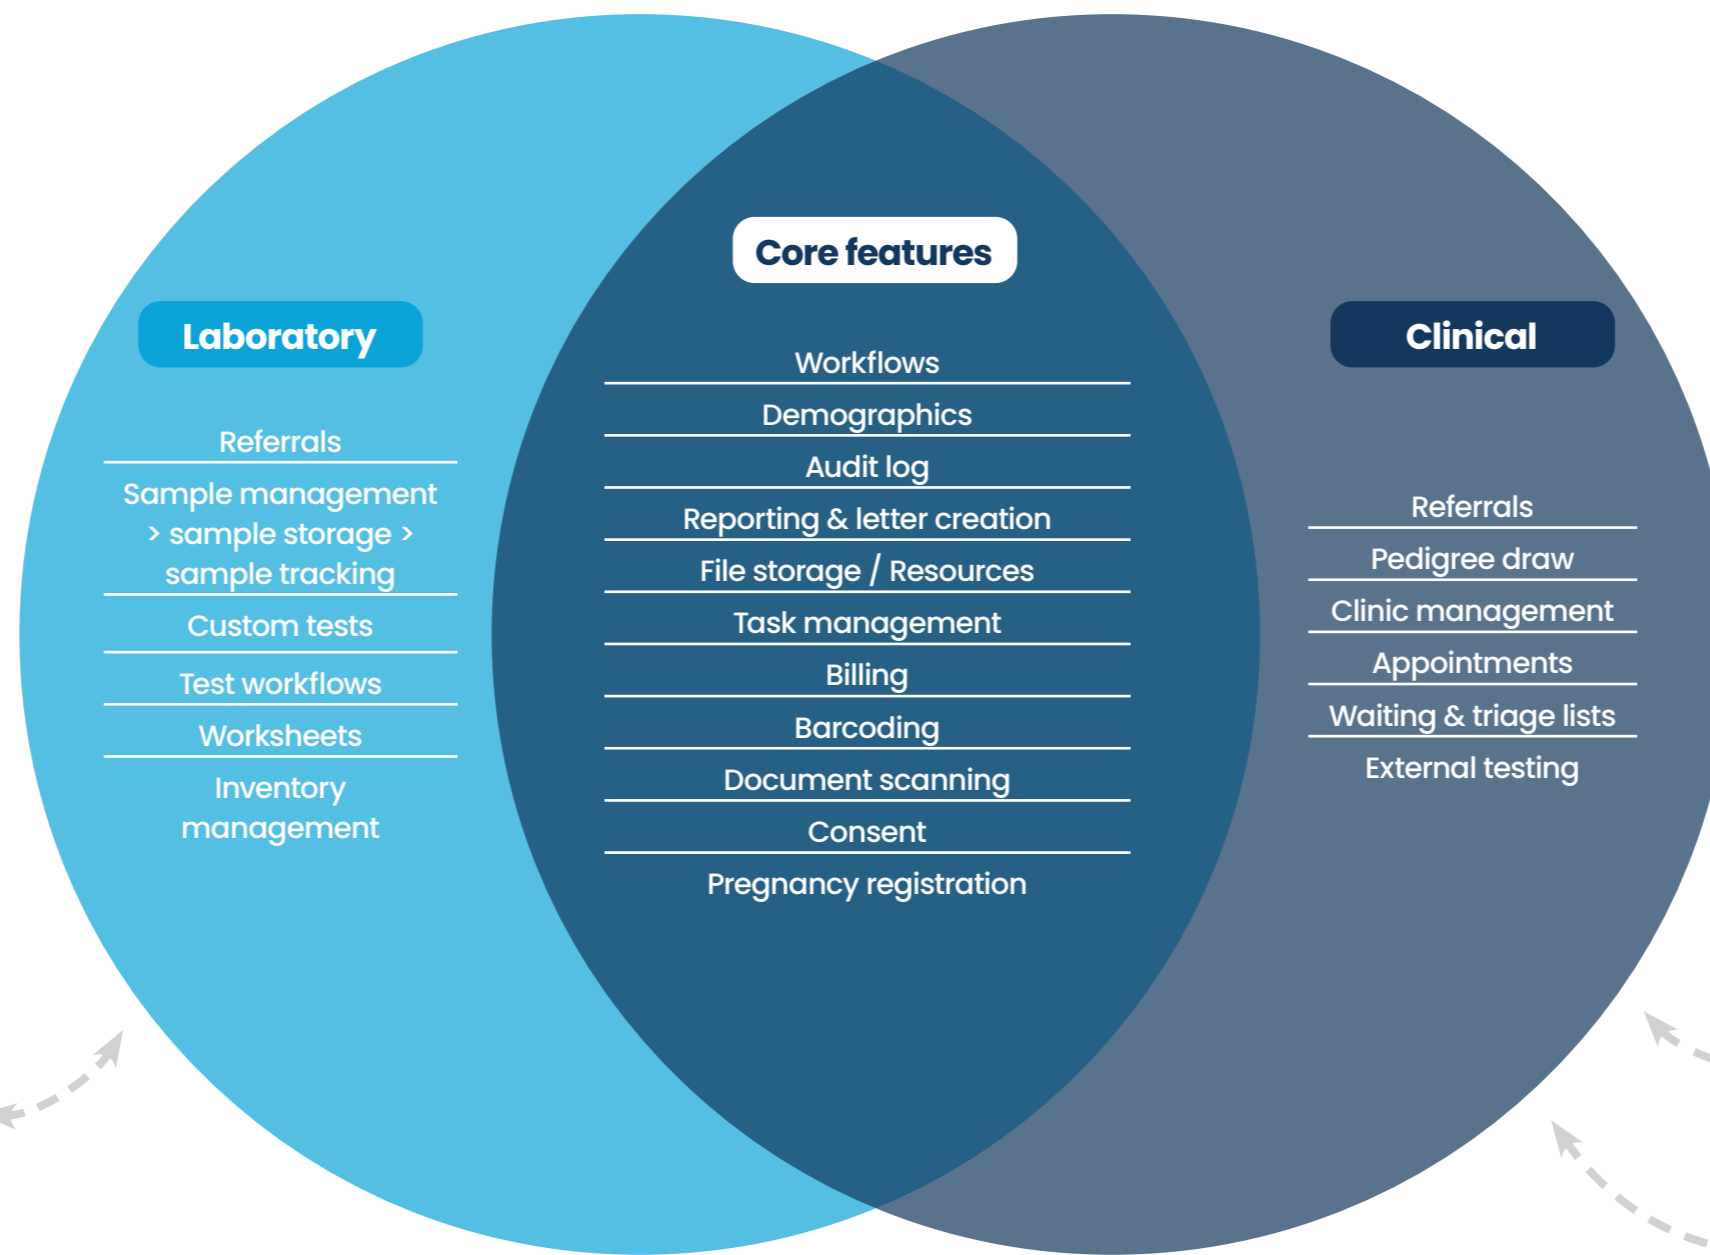 Laboratory
Referrals
Sample management
> sample storage >
sample tracking
Custom tests
Test workflows
Worksheets
Inventory
management
Core features
Workflows
Demographics
Audit log
Reporting & letter creation
File storage / Resources
Task management
Billing
Barcoding
Document scanning
Consent
Pregnancy registration
Clinical
Referrals
Pedigree draw
Clinic management
Appointments
Waiting & triage lists
External testing